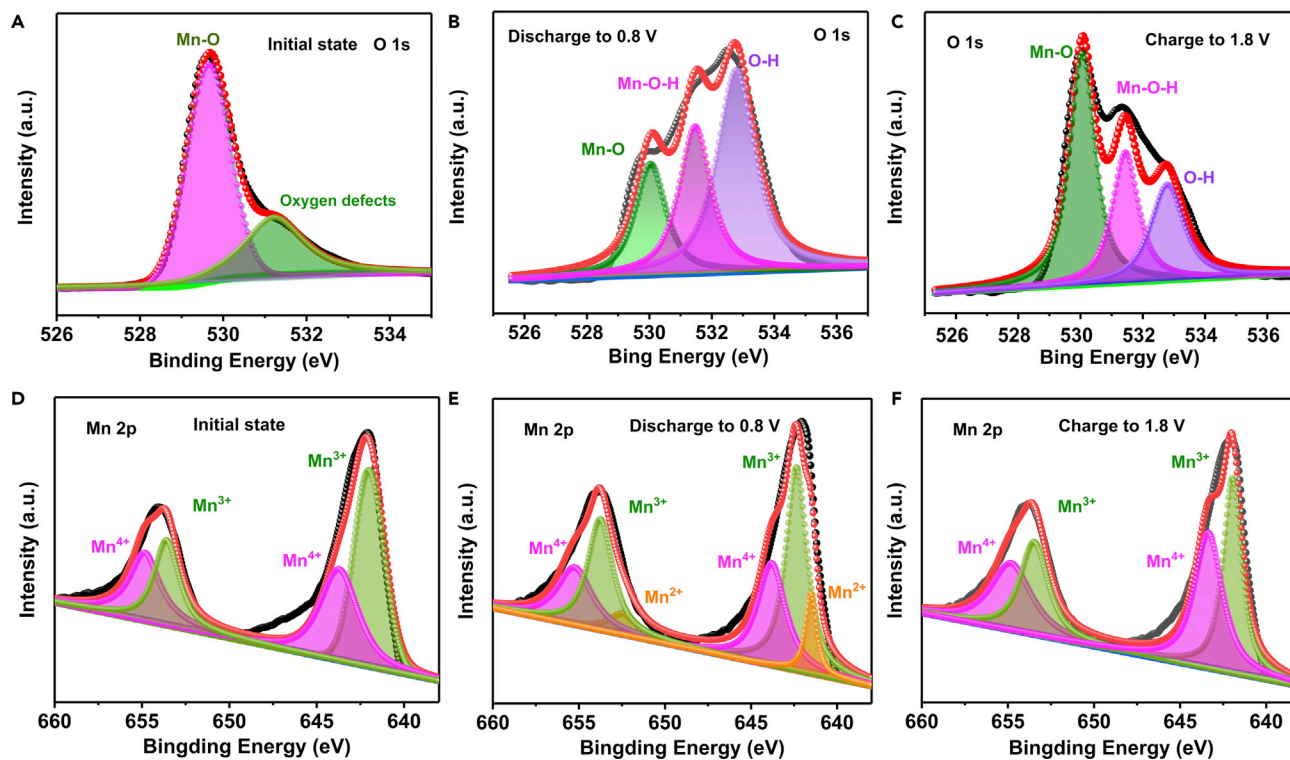 A
Mn-O
Initial state
O 1s
Oxygen defects
Intensity (a.u.)
526 528 530 532 534
Binding Energy (eV)
B
Discharge to 0.8 V
O 1s
O-H
Mn-O-H
Mn-O
Intensity (a.u.)
526 528 530 532 534 536
Bing Energy (eV)
C
O 1s
Mn-O
Charge to 1.8 V
Mn-O-H
O-H
Intensity (a.u.)
526 528 530 532 534 536
Bing Energy (eV)
D
Mn 2p
Initial state
Mn3+
Mn3+
Mn4+
Mn4+
Intensity (a.u.)
660 655 650 645 640
Bingding Energy (eV)
E
Mn 2p
Discharge to 0.8 V
Mn3+
Mn3+
Mn4+
Mn4+
Mn2+
Mn2+
Intensity (a.u.)
660 655 650 645 640
Bingding Energy (eV)
F
Mn 2p
Charge to 1.8 V
Mn3+
Mn3+
Mn4+
Mn4+
Intensity (a.u.)
660 655 650 645 640
Bingding Energy (eV)